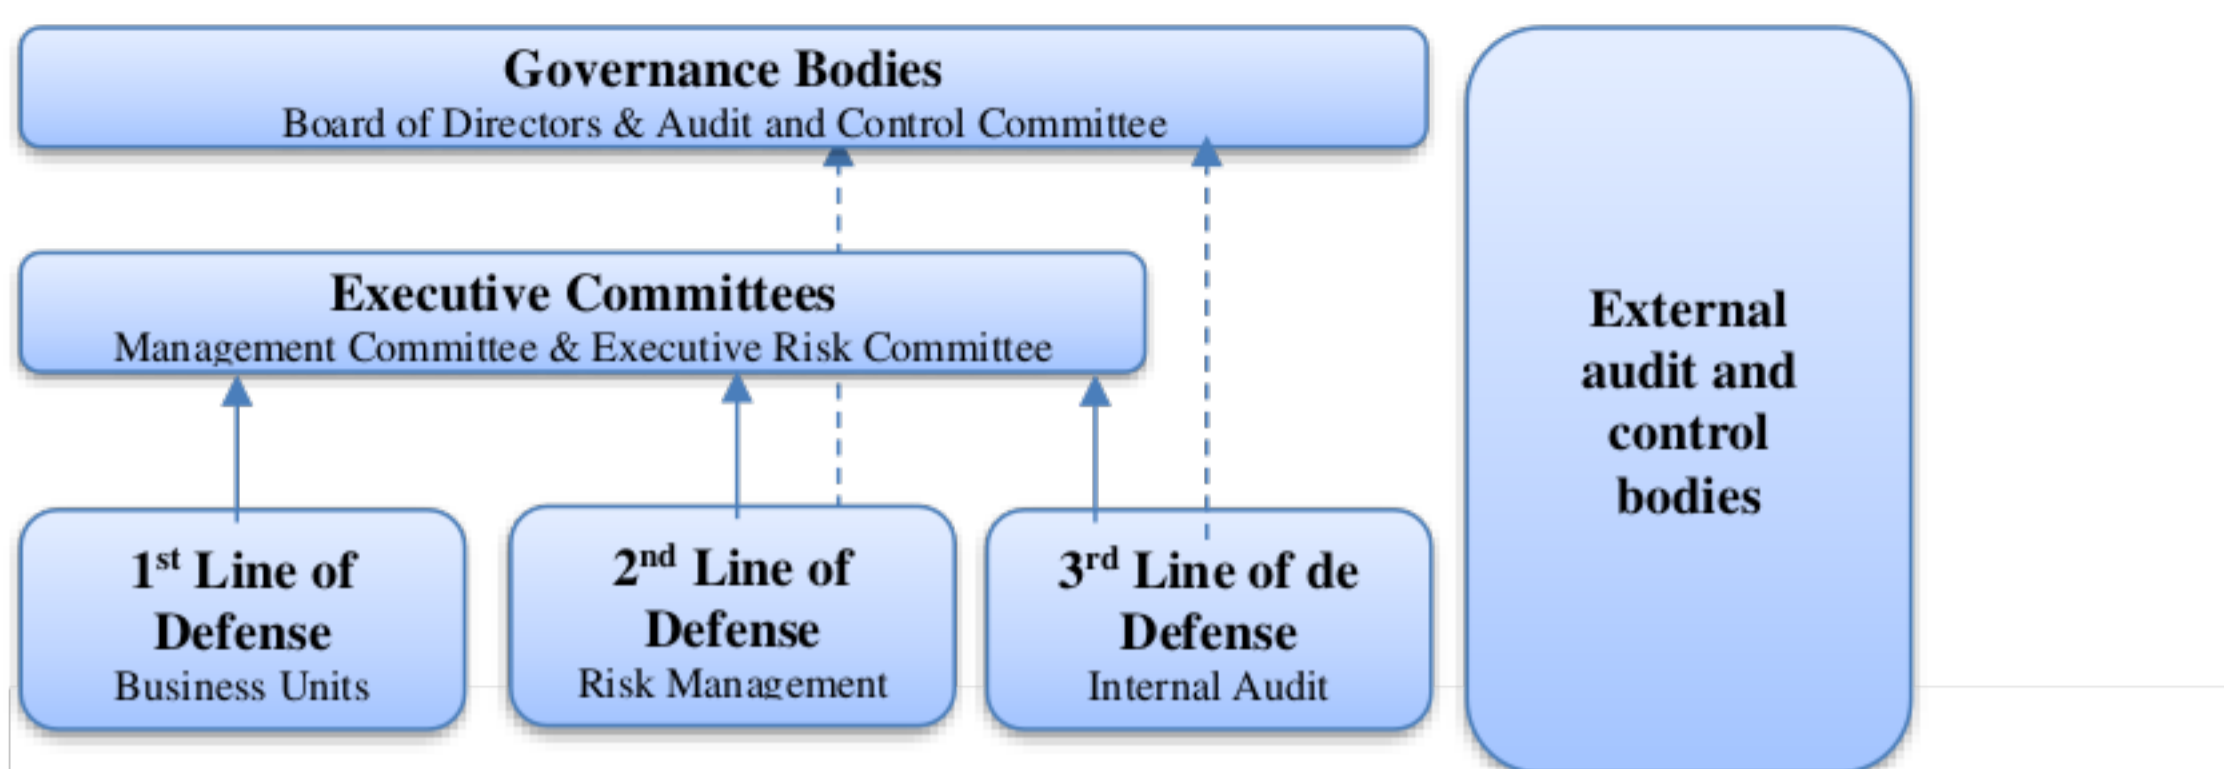 Governance Bodies
Board of Directors & Audit and Control Committee
Executive Committees
Management Committee & Executive Risk Committee
1st Line of
Defense
Business Units
2nd Line of
Defense
Risk Management
3rd Line of de
Defense
Internal Audit
External
audit and
control
bodies